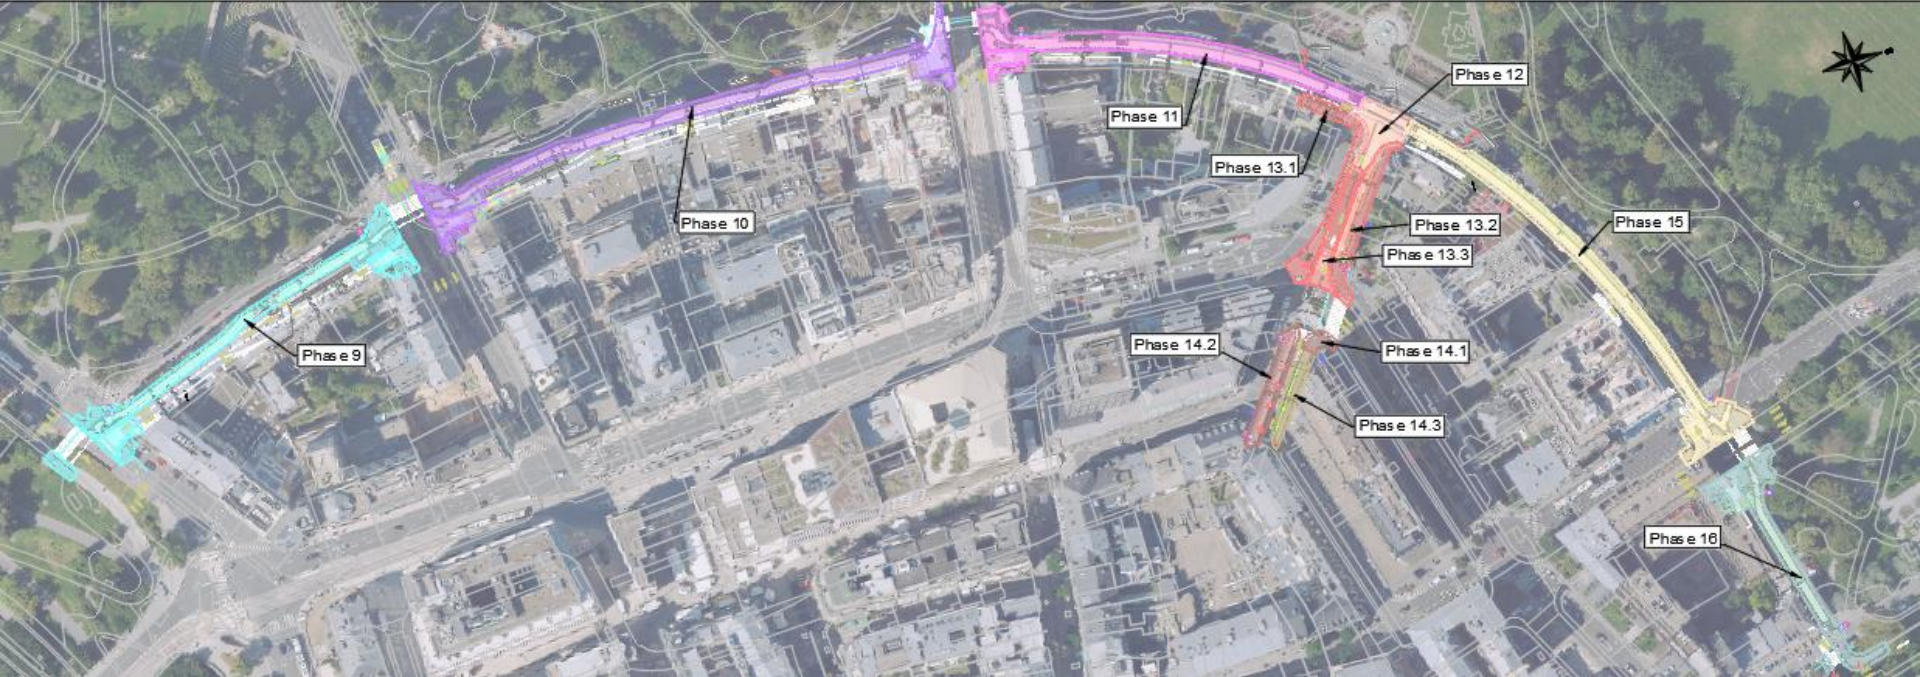 Phase 12
Phase 11
Phase 13.1
Phase 10
Phase 13.2
Phase 15
Phase 13.3
Phase 9
Phase 14.2
Phase 14.1
Phase 14.3
Phase 16